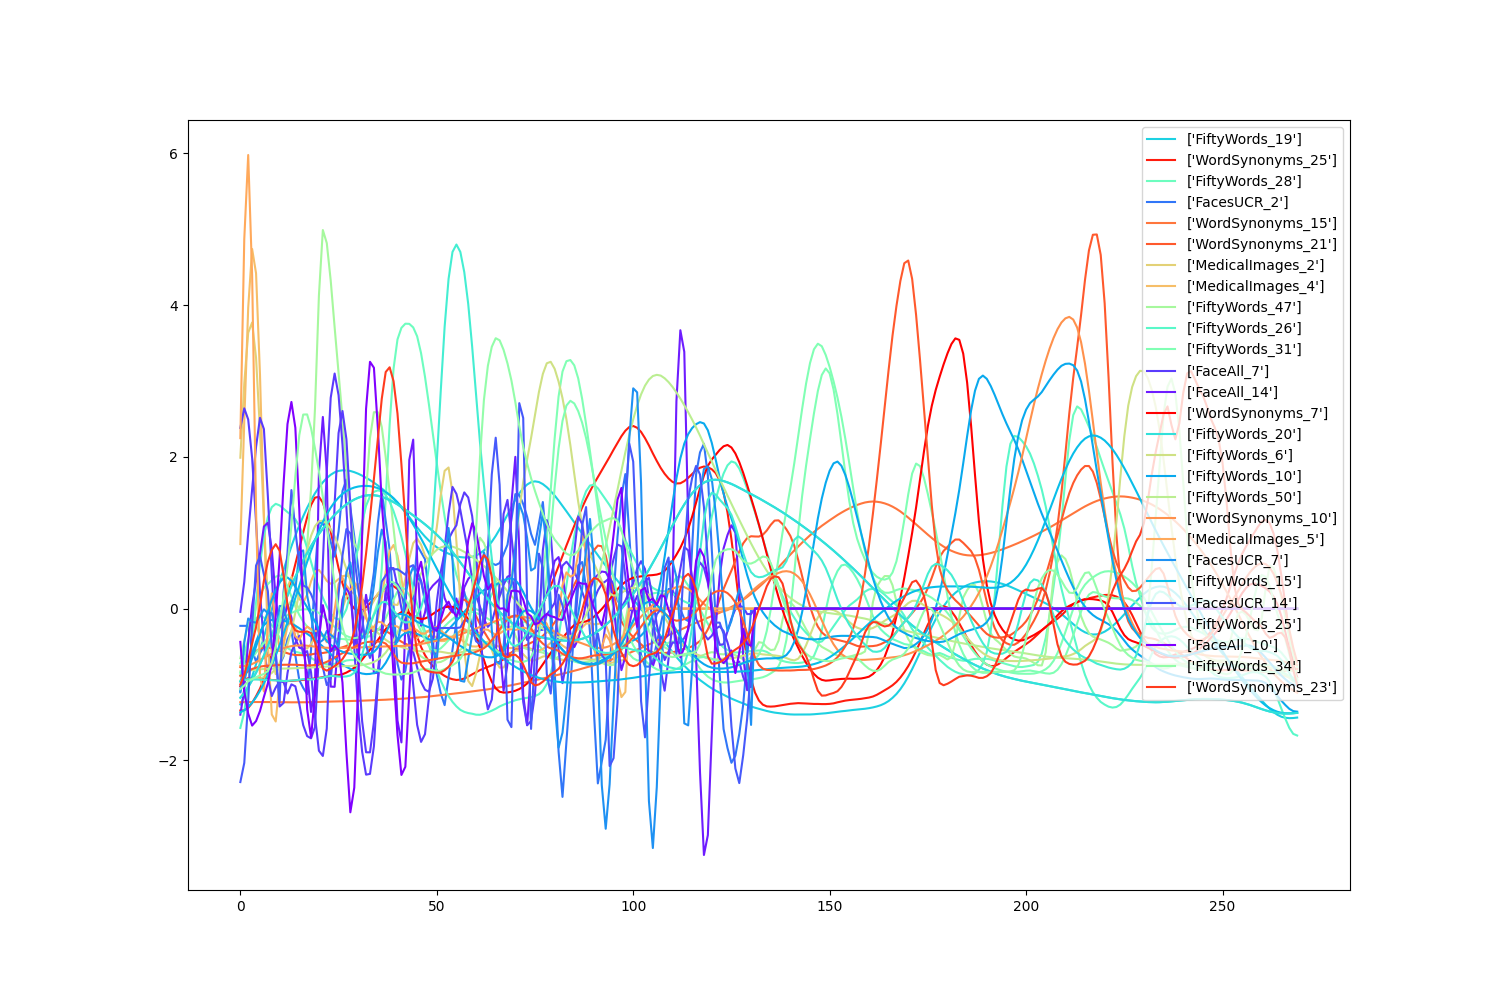 6
4
2
0
−2
0
50
100
150
200
250
['FiftyWords_19']
['WordSynonyms_25']
['FiftyWords_28']
['FacesUCR_2']
['WordSynonyms_15']
['WordSynonyms_21']
['MedicalImages_2']
['MedicalImages_4']
['FiftyWords_47']
['FiftyWords_26']
['FiftyWords_31']
['FaceAll_7']
['FaceAll_14']
['WordSynonyms_7']
['FiftyWords_20']
['FiftyWords_6']
['FiftyWords_10']
['FiftyWords_50']
['WordSynonyms_10']
['MedicalImages_5']
['FacesUCR_7']
['FiftyWords_15']
['FacesUCR_14']
['FiftyWords_25']
['FaceAll_10']
['FiftyWords_34']
['WordSynonyms_23']